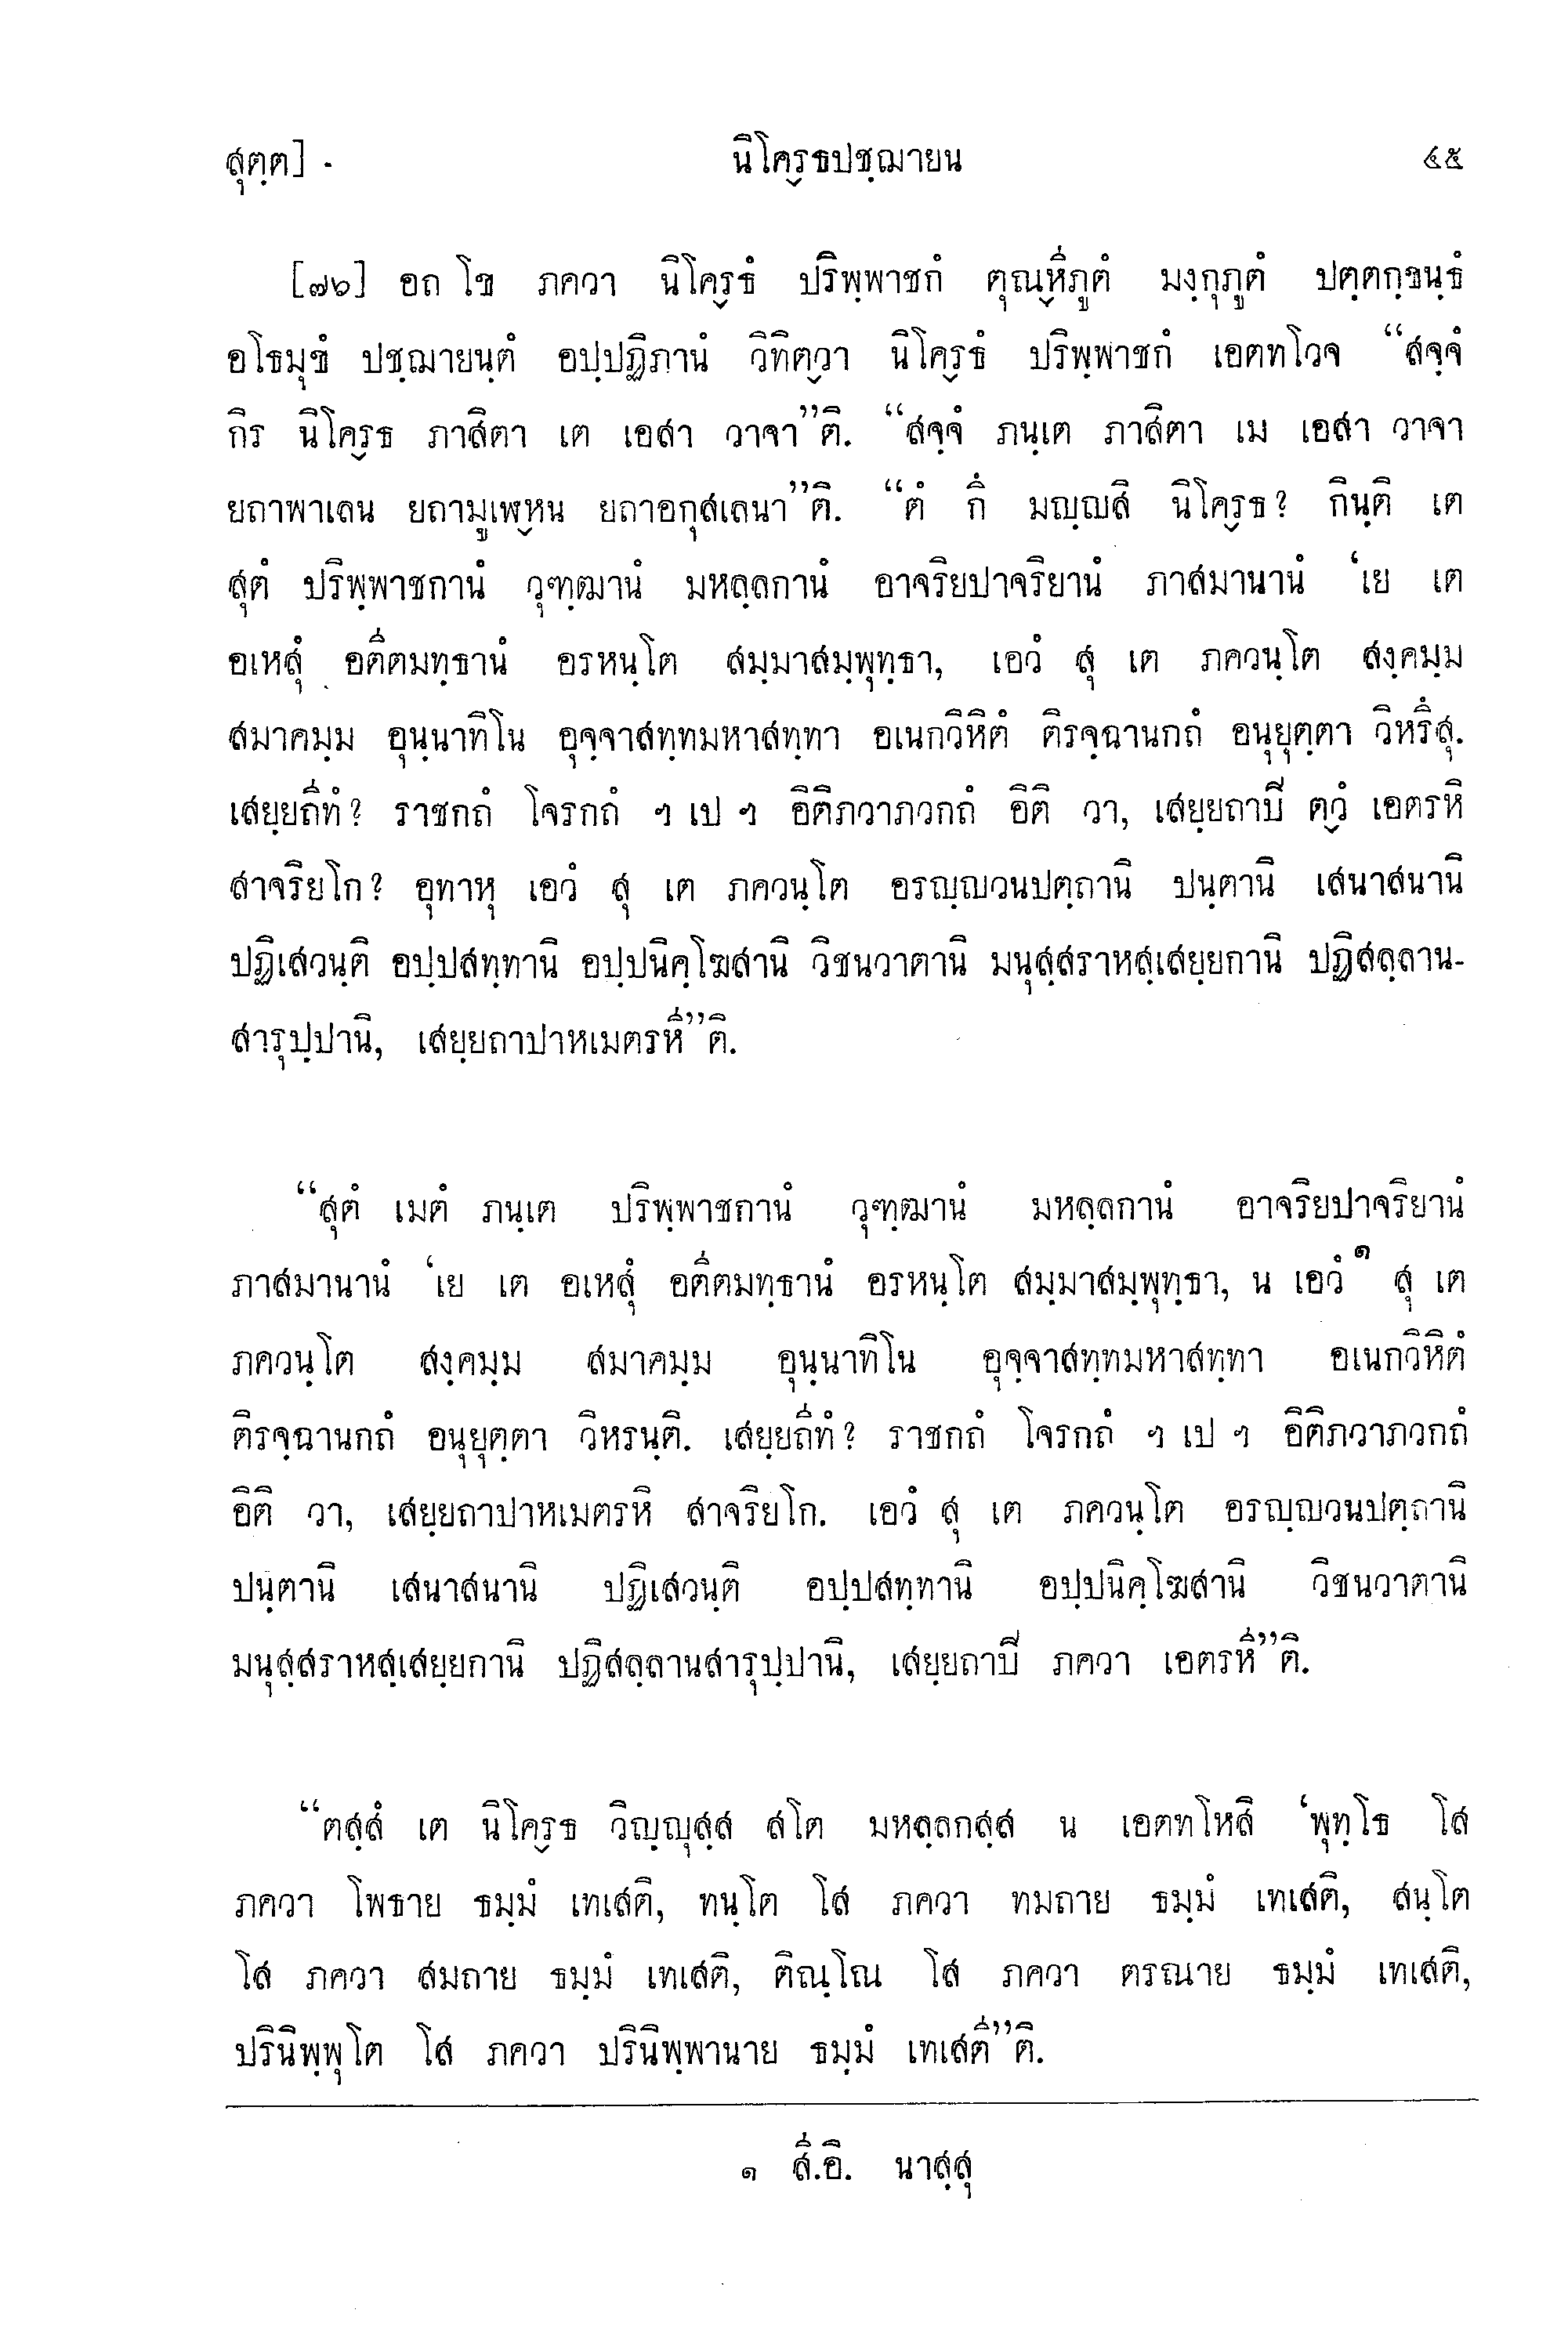 สุตฺต] นิโคฺรธปชฺฌายน ๔๕
[๗๖] อถ โข ภควา นิโคฺรธํ ปริพฺพาชกํ ตุณฺหีภูตํ มงฺกุภูตํ ปตฺตกฺขนฺธํ
อโธมุขํ ปชฺฌายนฺตํ อปฺปฏิภานํ วิทิตฺวา นิโคฺรธํ ปริพฺพาชกํ เอตทโวจ “สจฺจํ
กิร นิโคฺรธ ภาสิตา เต เอสา วาจา”ติ. “สจฺจํ ภนฺเต ภาสิตา เม เอสา วาจา
ยถาพาเลน ยถามูเฬฺหน ยถาอกุสเลนา”ติ. “ตํ กึ มญฺญสิ นิโคฺรธ? กินฺติ เต
สุตํ ปริพฺพาชกานํ วุฑฺฒานํ มหลฺลกานํ อาจริยปาจริยานํ ภาสมานานํ ‘เย เต
อเหสุํ อตีตมทฺธานํ อรหนฺโต สมฺมาสมฺพุทฺธา, เอวํ สุ เต ภควนฺโต สงฺคมฺม
สมาคมฺม อุนฺนาทิโน อุจฺจาสทฺทมหาสทฺทา อเนกวิหิตํ ติรจฺฉานกถํ อนุยุตฺตา วิหรึสุ.
เสยฺยถีทํ? ราชกถํ โจรกถํ ฯ เป ฯ อิติภวาภวกถํ อิติ วา, เสยฺยถาปิ ตฺวํ เอตรหิ
สาจริยโก? อุทาหุ เอวํ สุ เต ภควนฺโต อรญฺญวนปตฺถานิ ปนฺตานิ เสนาสนานิ
ปฏิเสวนฺติ อปฺปสทฺทานิ อปฺปนิคฺโฆสานิ วิชนวาตานิ มนุสฺสราหสฺเสยฺยกานิ ปฏิสลฺลาน-
สารุปฺปานิ, เสยฺยถาปาหเมตรหี”ติ.
“สุตํ เมตํ ภนฺเต ปริพฺพาชกานํ วุฑฺฒานํ มหลฺลกานํ อาจริยปาจริยานํ
ภาสมานานํ ‘เย เต อเหสุํ อตีตมทฺธานํ อรหนฺโต สมฺมาสมฺพุทฺธา, น เอวํ๑ สุ เต
ภควนฺโต สงฺคมฺม สมาคมฺม อุนฺนาทิโน อุจฺจาสทฺทมหาสทฺทา อเนกวิหิตํ
ติรจฺฉานกถํ อนุยุตฺตา วิหรนฺติ. เสยฺยถีทํ? ราชกถํ โจรกถํ ฯ เป ฯ อิติภวาภวกถํ
อิติ วา, เสยฺยถาปาหเมตรหิ สาจริยโก. เอวํ สุ เต ภควนฺโต อรญฺญวนปตฺถานิ
ปนฺตานิ เสนาสนานิ ปฏิเสวนฺติ อปฺปสทฺทานิ อปฺปนิคฺโฆสานิ วิชนวาตานิ
มนุสฺสราหสฺเสยฺยกานิ ปฏิสลฺลานสารุปฺปานิ, เสยฺยถาปิ ภควา เอตรหี”ติ.
“ตสฺสํ เต นิโคฺรธ วิญฺญุสฺส สโต มหลฺลกสฺส น เอตทโหสิ ‘พุทฺโธ โส
ภควา โพธาย ธมฺมํ เทเสติ, ทนฺโต โส ภควา ทมถาย ธมฺมํ เทเสติ, สนฺโต
โส ภควา สมถาย ธมฺมํ เทเสติ, ติณฺโณ โส ภควา ตรณาย ธมฺมํ เทเสติ,
ปรินิพฺพุโต โส ภควา ปรินิพฺพานาย ธมฺมํ เทเสตี”ติ.
๑ สี.อิ. นาสฺสุ